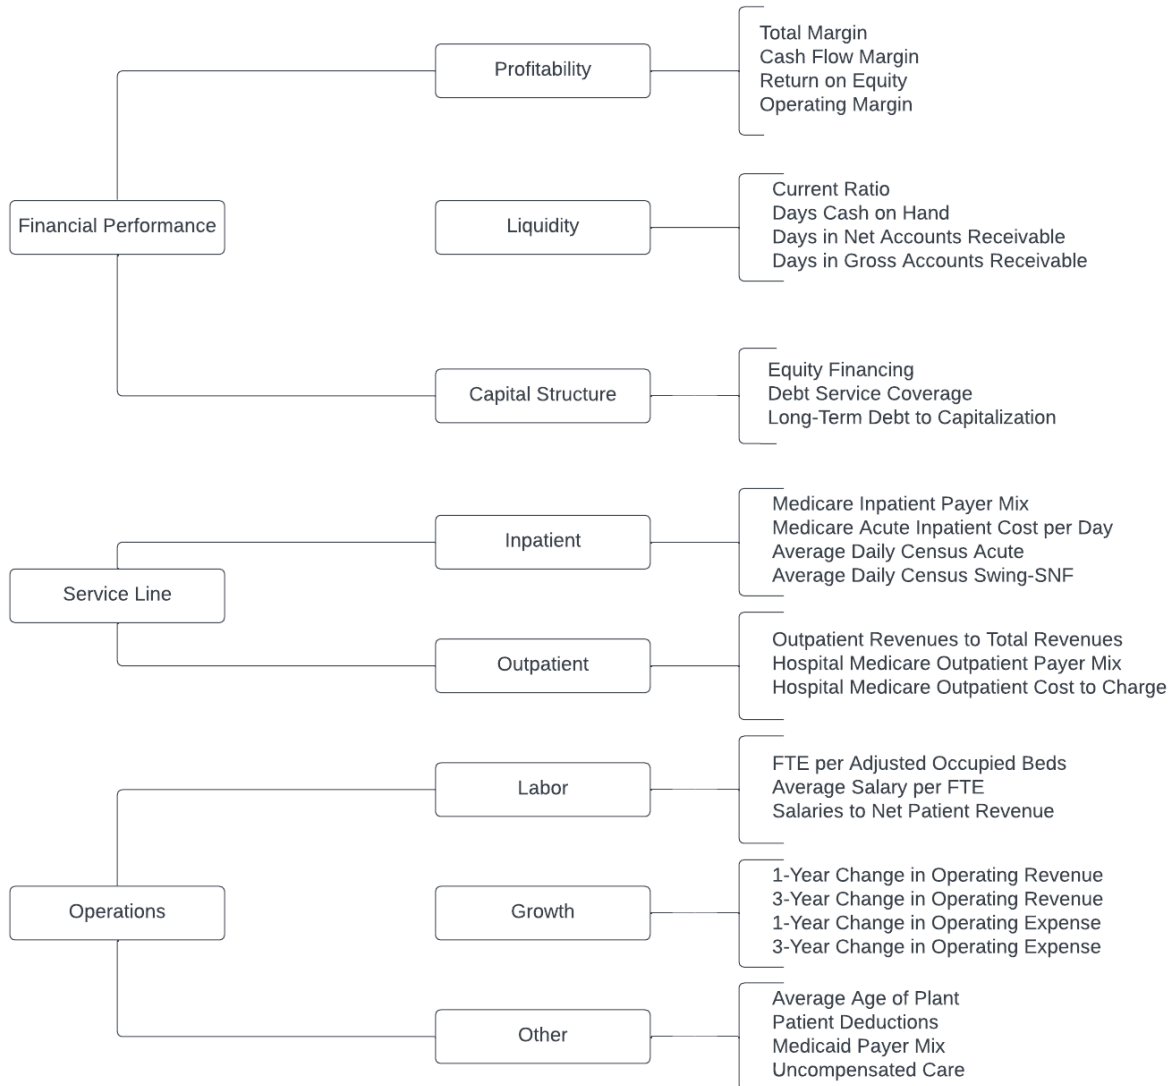 Financial Performance
Profitability
Total Margin
Cash Flow Margin
Return on Equity
Operating Margin
Liquidity
Current Ratio
Days Cash on Hand
Days in Net Accounts Receivable
Days in Gross Accounts Receivable
Capital Structure
Equity Financing
Debt Service Coverage
Long-Term Debt to Capitalization
Service Line
Inpatient
Medicare Inpatient Payer Mix
Medicare Acute Inpatient Cost per Day
Average Daily Census Acute
Average Daily Census Swing-SNF
Outpatient
Outpatient Revenues to Total Revenues
Hospital Medicare Outpatient Payer Mix
Hospital Medicare Outpatient Cost to Charge
Operations
Labor
FTE per Adjusted Occupied Beds
Average Salary per FTE
Salaries to Net Patient Revenue
Growth
1-Year Change in Operating Revenue
3-Year Change in Operating Revenue
1-Year Change in Operating Expense
3-Year Change in Operating Expense
Other
Average Age of Plant
Patient Deductions
Medicaid Payer Mix
Uncompensated Care